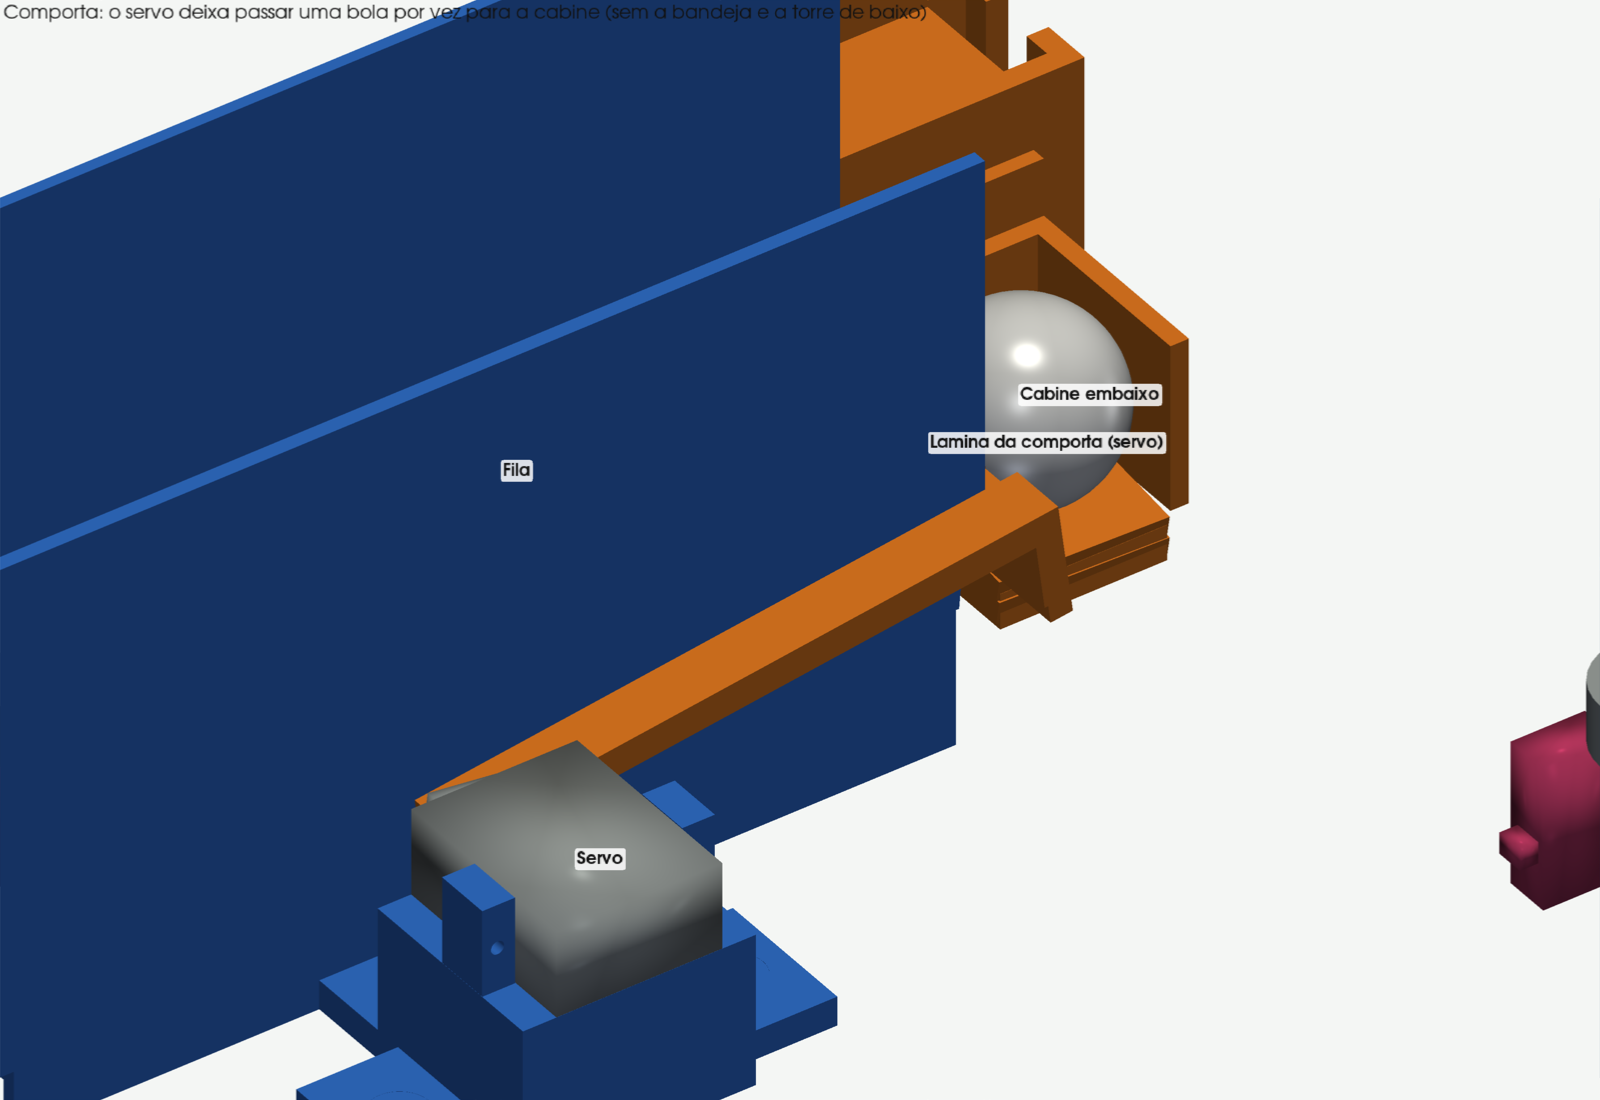 Comporta: o servo deixa passar uma bola por vez para a cabine (sem a bandeja e a torre de baixo)
Cabine embaixo
Lamina da comporta (servo)
Fila
Servo